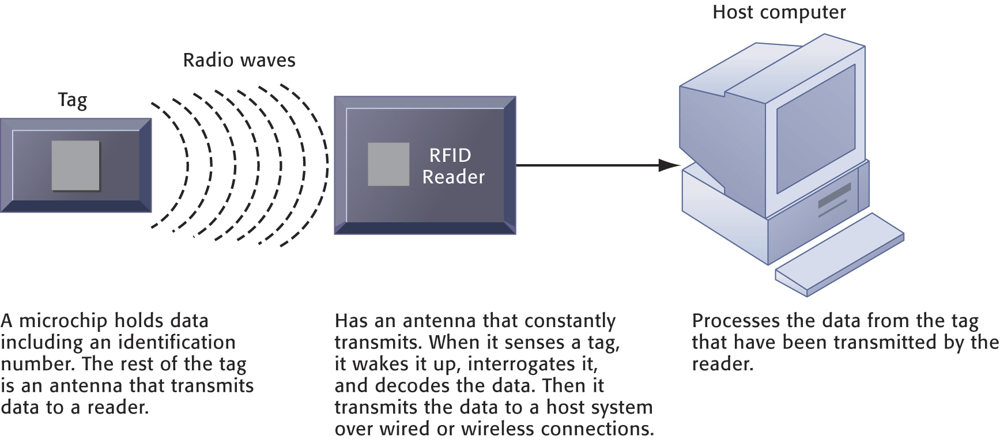 Host computer
Radio waves
Tag
RFID
Reader
A microchip holds data
including an identification
number. The rest of the tag
is an antenna that transmits
data to a reader.
Has an antenna that constantly
transmits. When it senses a tag,
it wakes it up, interrogates it,
and decodes the data. Then it
transmits the data to a host system
over wired or wireless connections.
Processes the data from the tag
that have been transmitted by the
reader.